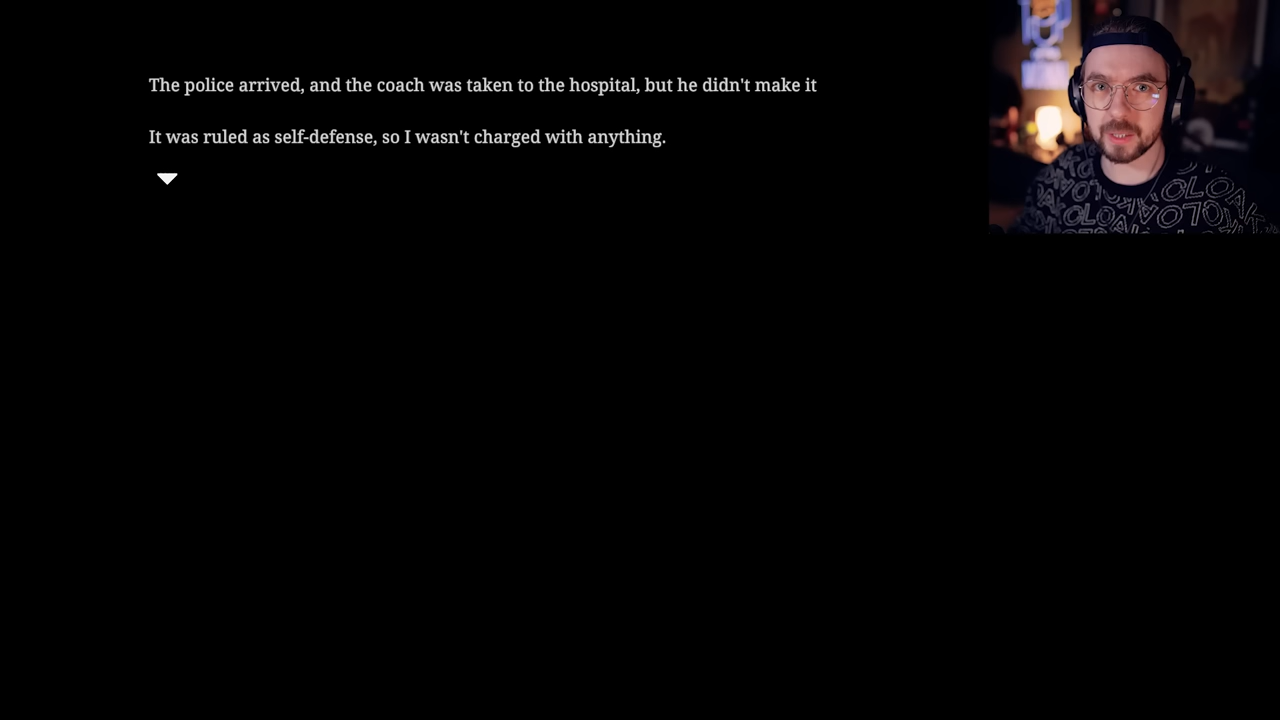 The police arrived, and the coach was taken to the hospital, but he didn't make it
It was ruled as self-defense, so I wasn't charged with anything.
CLOAK